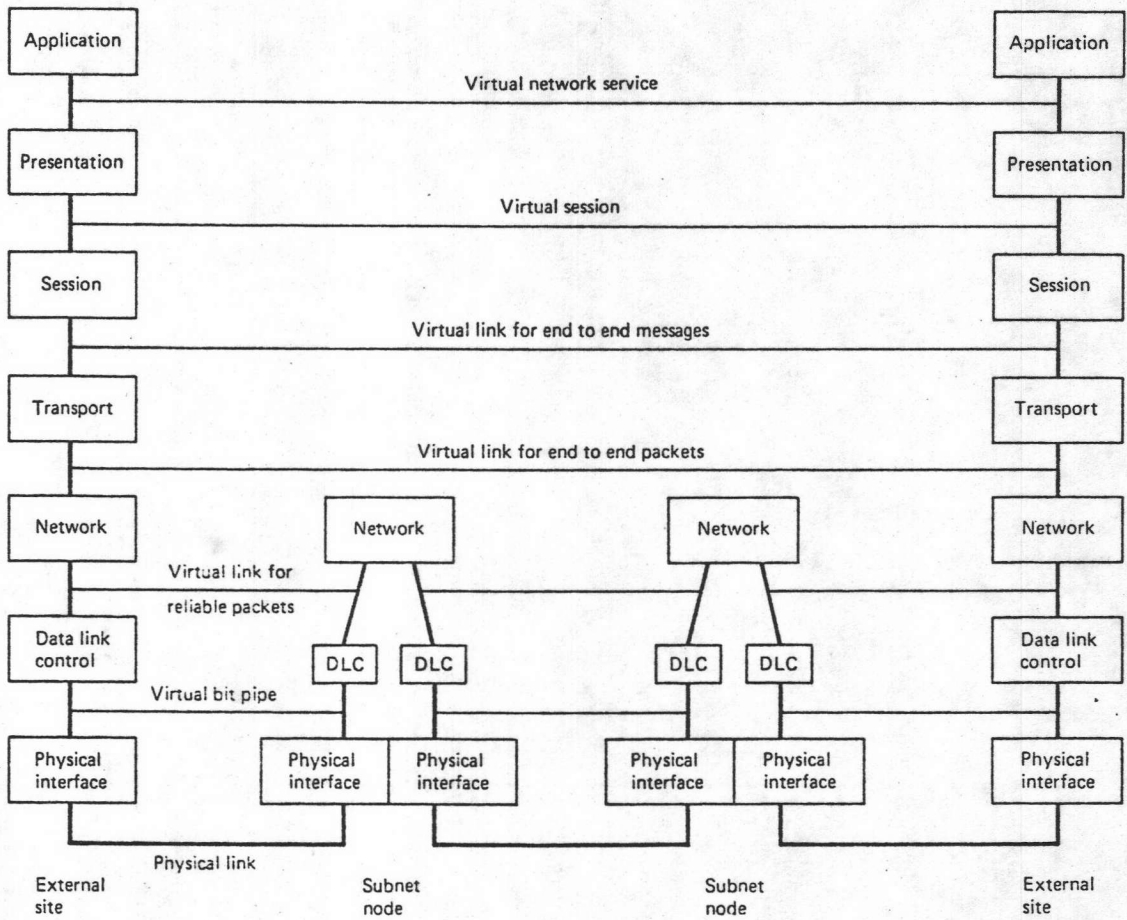 Application
Application
Virtual network service
Presentation
Presentation
Virtual session
Session
Session
Virtual link for end to end messages
Transport
Transport
Virtual link for end to end packets
Network
Network
Network
Network
Virtual link for
reliable packets
Data link
control
DLC
DLC
DLC
DLC
Data link
control
Virtual bit pipe
Physical
interface
Physical
interface
Physical
interface
Physical
interface
Physical
interface
Physical
interface
Physical link
External
site
Subnet
node
Subnet
node
External
site